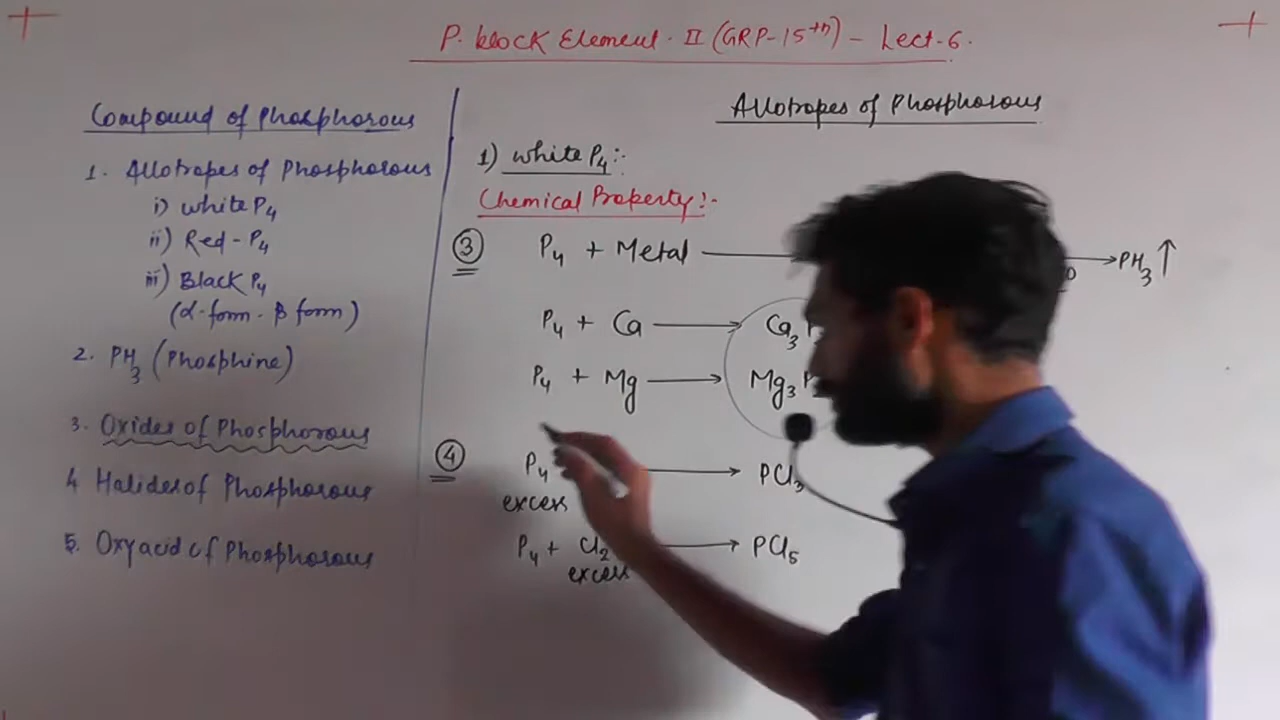 P. block Element. II (GRP-15th) - Lect-6.
Compound of Phosphorous
1. Allotropes of Phosphorous
i) white P4
ii) Red - P4
iii) Black P4
(α-form - β form)
2. PH3 (Phosphine)
3. Oxides of Phosphorous
4 Halides of Phosphorous
5. Oxyacid of Phosphorous
Allotropes of Phosphorous
1) white P4:-
Chemical Property:-
③ P4 + Metal → PH3 ↑
P4 + Ca → Ca3
P4 + Mg → Mg3
④ P4 → PCl3
excess
P4 + Cl2 → PCl5
excess